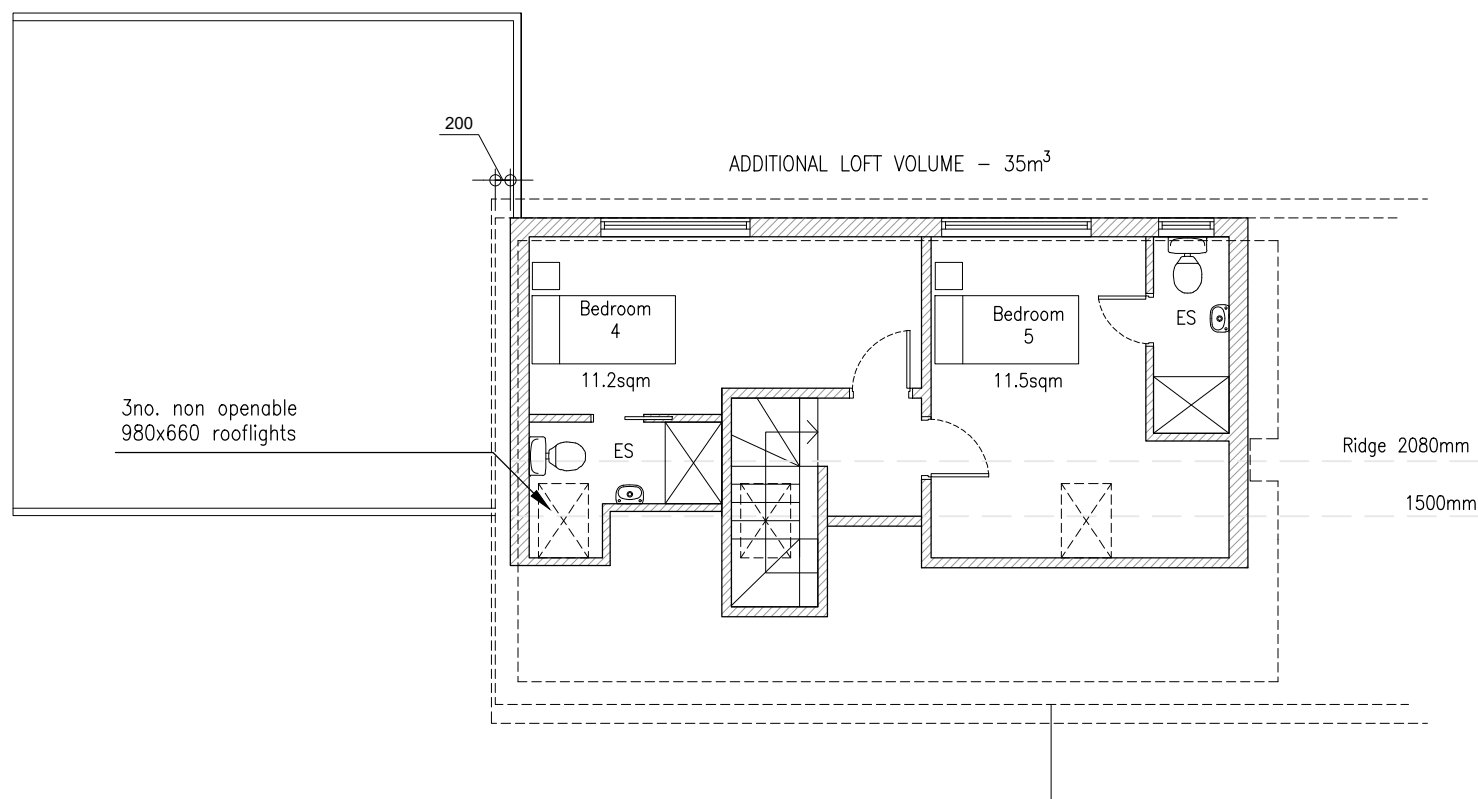 200
ADDITIONAL LOFT VOLUME – 35m³
Bedroom
4
11.2sqm
Bedroom
5
11.5sqm
ES
3no. non openable
980x660 rooflights
ES
Ridge 2080mm
1500mm